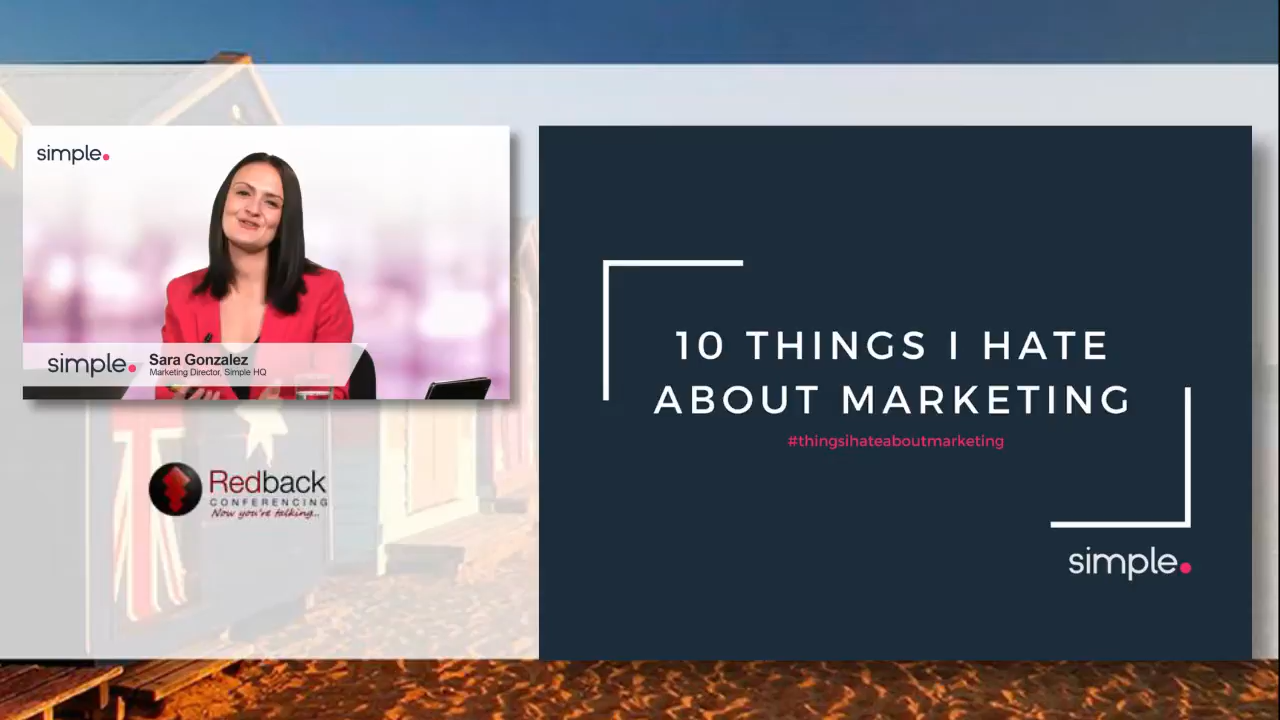 simple.
simple.
Sara Gonzalez
Marketing Director, Simple HQ
Redback
CONFERENCING
Now you're talking...
10 THINGS I HATE
ABOUT MARKETING
#thingsihateaboutmarketing
simple.